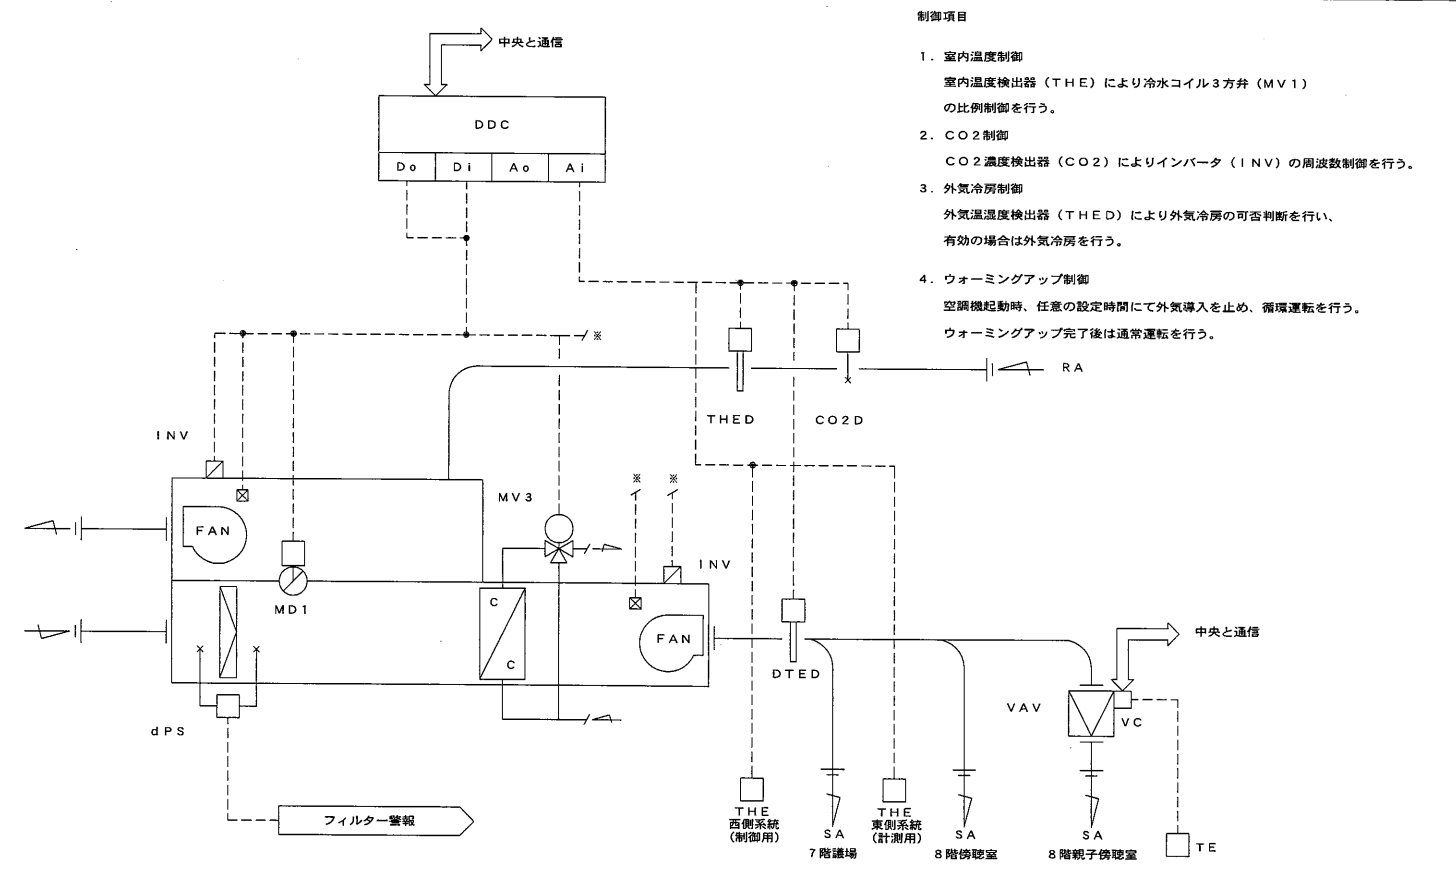 制御項目
1．室内温度制御
室内温度検出器（THE）により冷水コイル3方弁（MV1）
の比例制御を行う。
2．CO2制御
CO2濃度検出器（CO2）によりインバータ（INV）の周波数制御を行う。
3．外気冷房制御
外気温湿度検出器（THED）により外気冷房の可否判断を行い、
有効の場合は外気冷房を行う。
4．ウォーミングアップ制御
空調機起動時、任意の設定時間にて外気導入を止め、循環運転を行う。
ウォーミングアップ完了後は通常運転を行う。
中央と通信
DDC
Do Di Ao Ai
※
RA
THED
CO2D
INV
MV3
※ ※
FAN
INV
MD1
C
C
FAN
DTED
中央と通信
VAV
VC
dPS
フィルター警報
THE
西側系統
(制御用)
SA
7階議場
THE
東側系統
(計測用)
SA
8階傍聴室
SA
8階親子傍聴室
TE